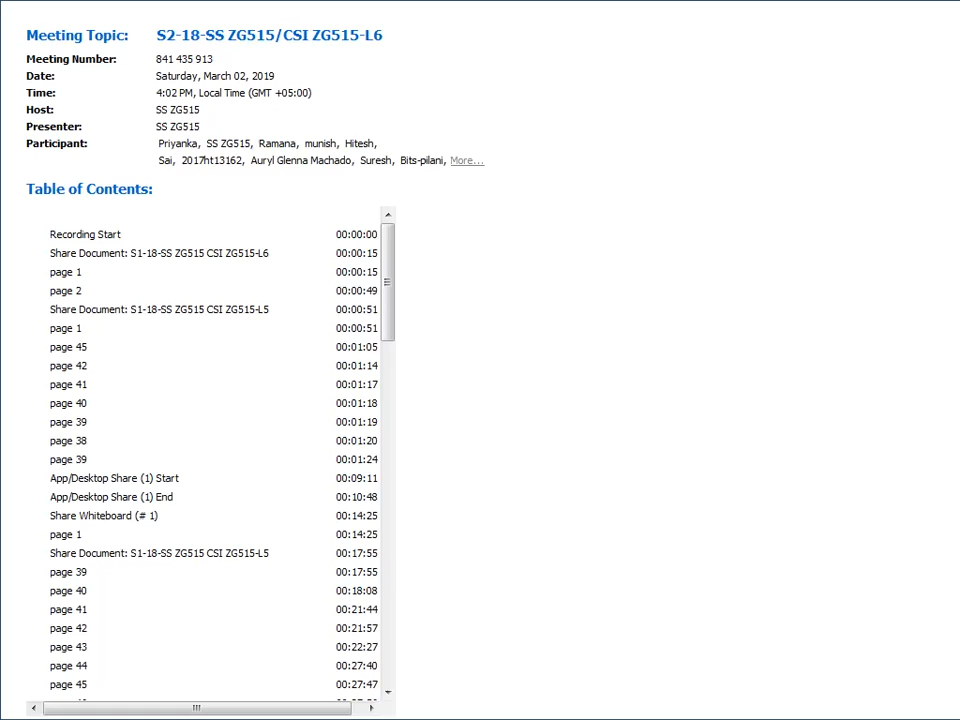 Meeting Topic: S2-18-SS ZG515/CSI ZG515-L6
Meeting Number: 841 435 913
Date: Saturday, March 02, 2019
Time: 4:02 PM, Local Time (GMT +05:00)
Host: SS ZG515
Presenter: SS ZG515
Participant: Priyanka, SS ZG515, Ramana, munish, Hitesh,
Sai, 2017ht13162, Auryl Glenna Machado, Suresh, Bits-pilani, More...
Table of Contents:
Recording Start 00:00:00
Share Document: S1-18-SS ZG515 CSI ZG515-L6 00:00:15
page 1 00:00:15
page 2 00:00:49
Share Document: S1-18-SS ZG515 CSI ZG515-L5 00:00:51
page 1 00:00:51
page 45 00:01:05
page 42 00:01:14
page 41 00:01:17
page 40 00:01:18
page 39 00:01:19
page 38 00:01:20
page 39 00:01:24
App/Desktop Share (1) Start 00:09:11
App/Desktop Share (1) End 00:10:48
Share Whiteboard (# 1) 00:14:25
page 1 00:14:25
Share Document: S1-18-SS ZG515 CSI ZG515-L5 00:17:55
page 39 00:17:55
page 40 00:18:08
page 41 00:21:44
page 42 00:21:57
page 43 00:22:27
page 44 00:27:40
page 45 00:27:47